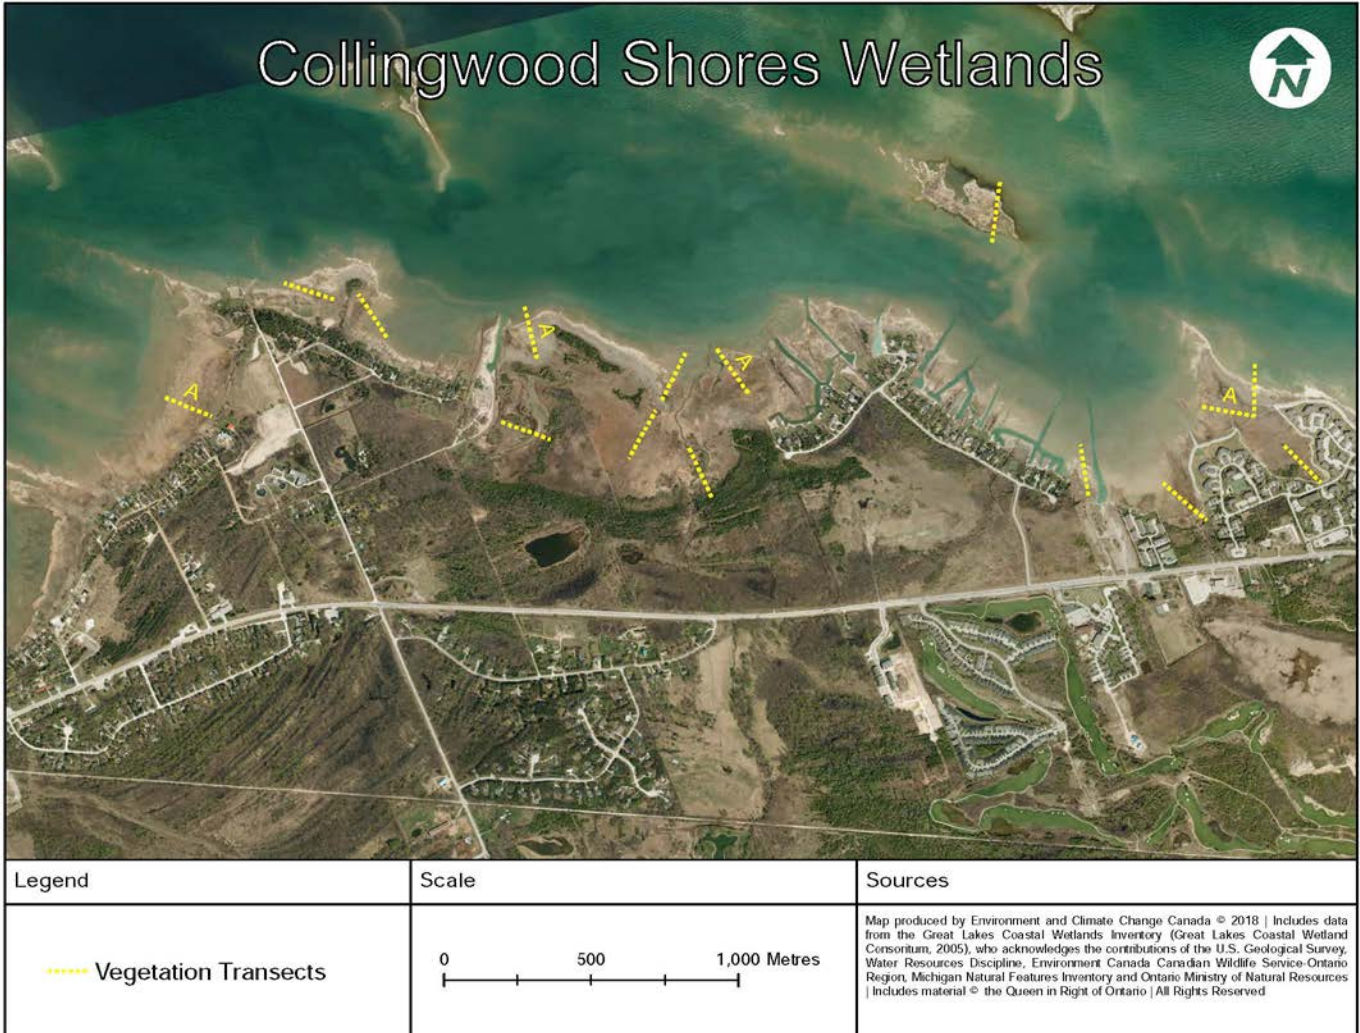 Collingwood Shores Wetlands
N
A
A
A
A
Legend
Scale
Sources
Vegetation Transects
0 500 1,000 Metres
Map produced by Environment and Climate Change Canada © 2018 | Includes data
from the Great Lakes Coastal Wetlands Inventory (Great Lakes Coastal Wetland
Consoritum, 2005), who acknowledges the contributions of the U.S. Geological Survey,
Water Resources Discipline, Environment Canada Canadian Wildlife Service-Ontario
Region, Michigan Natural Features Inventory and Ontario Ministry of Natural Resources
| Includes material © the Queen in Right of Ontario | All Rights Reserved